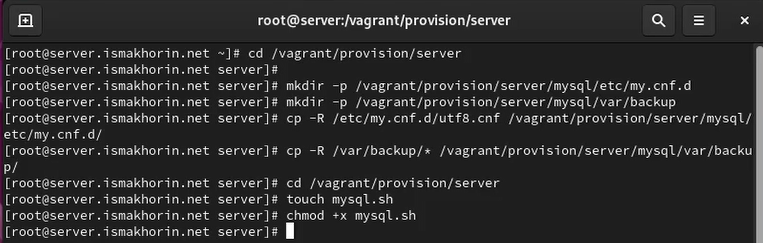 root@server:/vagrant/provision/server
[root@server.ismakhorin.net ~]# cd /vagrant/provision/server
[root@server.ismakhorin.net server]#
[root@server.ismakhorin.net server]# mkdir -p /vagrant/provision/server/mysql/etc/my.cnf.d
[root@server.ismakhorin.net server]# mkdir -p /vagrant/provision/server/mysql/var/backup
[root@server.ismakhorin.net server]# cp -R /etc/my.cnf.d/utf8.cnf /vagrant/provision/server/mysql/
etc/my.cnf.d/
[root@server.ismakhorin.net server]# cp -R /var/backup/* /vagrant/provision/server/mysql/var/backu
p/
[root@server.ismakhorin.net server]# cd /vagrant/provision/server
[root@server.ismakhorin.net server]# touch mysql.sh
[root@server.ismakhorin.net server]# chmod +x mysql.sh
[root@server.ismakhorin.net server]#